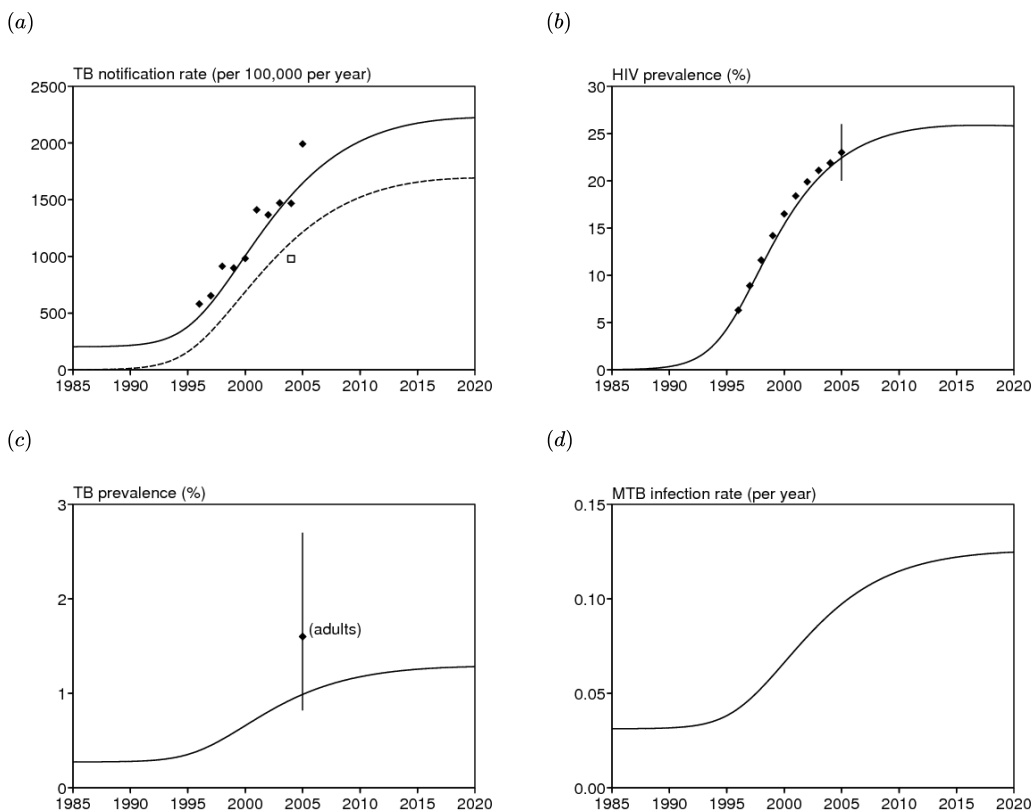 (a)
TB notification rate (per 100,000 per year)
2500
2000
1500
1000
500
0
1985 1990 1995 2000 2005 2010 2015 2020
(b)
HIV prevalence (%)
30
25
20
15
10
5
0
1985 1990 1995 2000 2005 2010 2015 2020
(c)
TB prevalence (%)
3
2
(adults)
1
0
1985 1990 1995 2000 2005 2010 2015 2020
(d)
MTB infection rate (per year)
0.15
0.10
0.05
0.00
1985 1990 1995 2000 2005 2010 2015 2020